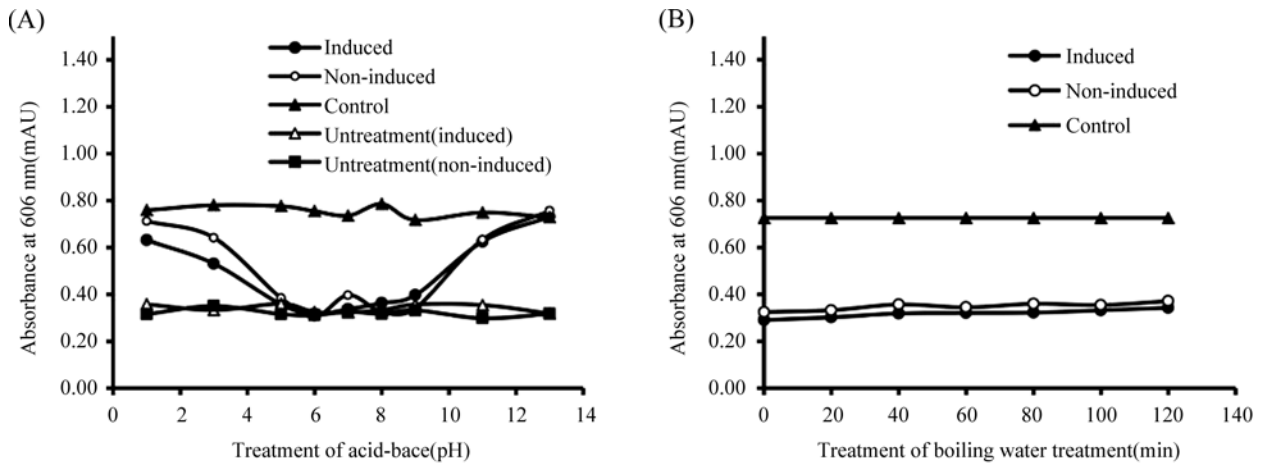 (A)
Absorbance at 606 nm(mAU)
1.40
1.20
1.00
0.80
0.60
0.40
0.20
0.00
Induced
Non-induced
Control
Untreatment(induced)
Untreatment(non-induced)
0 2 4 6 8 10 12 14
Treatment of acid-bace(pH)
(B)
Absorbance at 606 nm(mAU)
1.40
1.20
1.00
0.80
0.60
0.40
0.20
0.00
Induced
Non-induced
Control
0 20 40 60 80 100 120 140
Treatment of boiling water treatment(min)